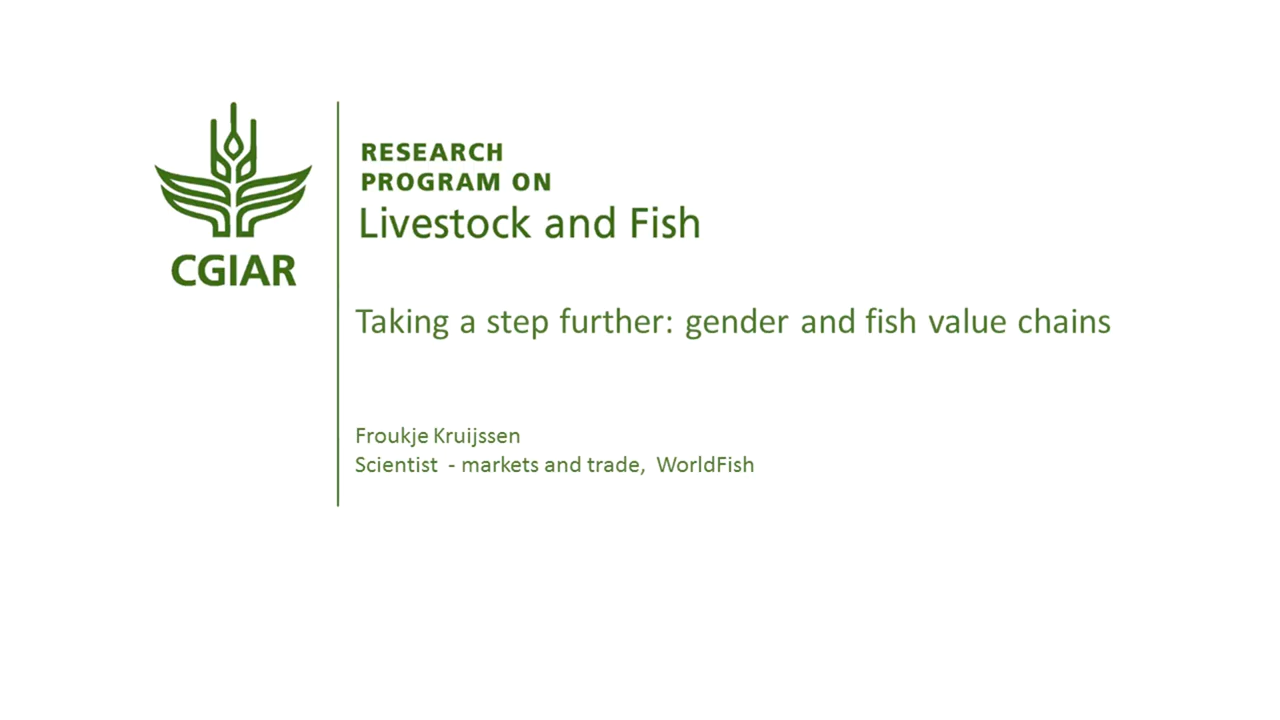 RESEARCH
PROGRAM ON
Livestock and Fish
CGIAR
Taking a step further: gender and fish value chains
Froukje Kruijssen
Scientist - markets and trade, WorldFish